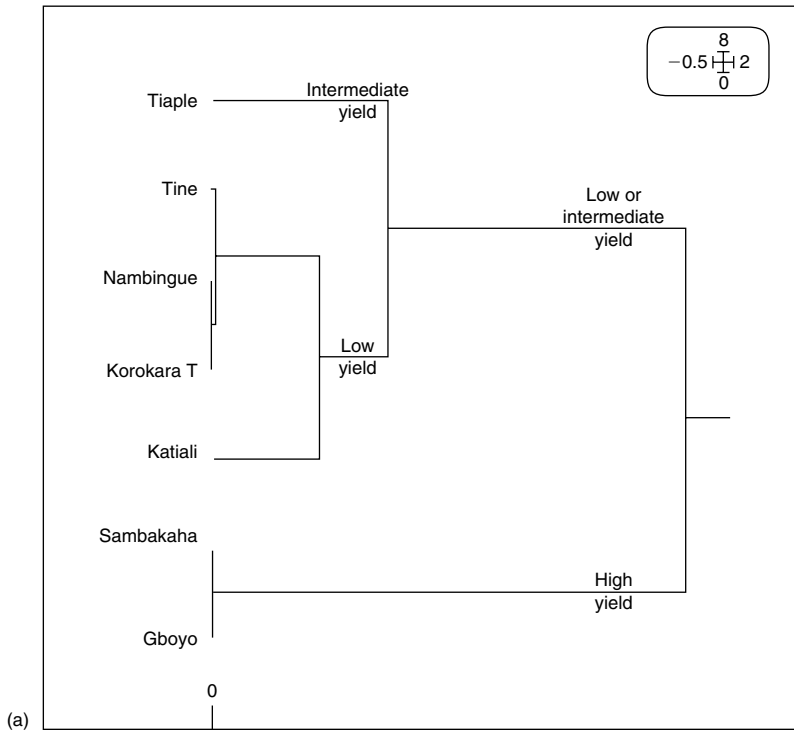 8
−0.5 2
0
Tiaple
Intermediate
yield
Tine
Low or
intermediate
yield
Nambingue
Low
yield
Korokara T
Katiali
Sambakaha
High
yield
Gboyo
0
(a)